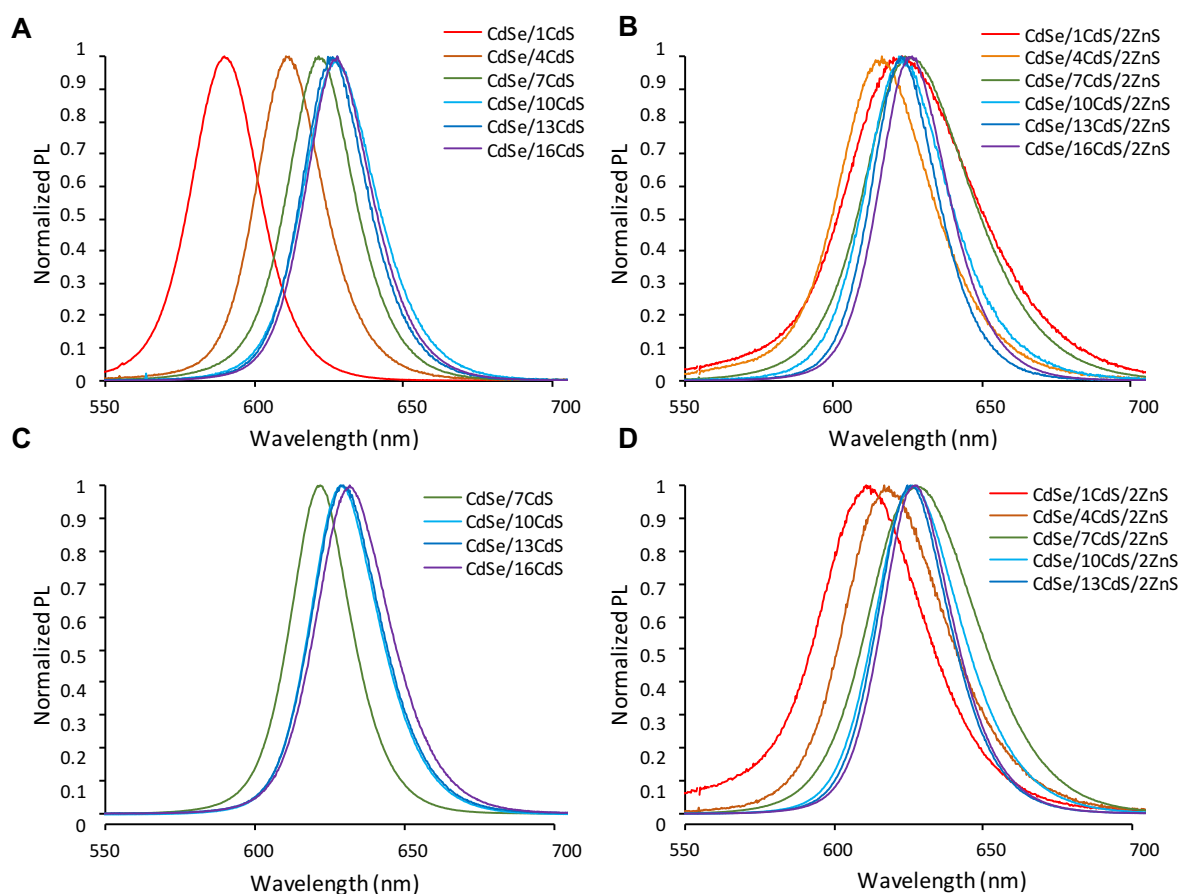 A
CdSe/1CdS
CdSe/4CdS
CdSe/7CdS
CdSe/10CdS
CdSe/13CdS
CdSe/16CdS
Normalized PL
1
0.9
0.8
0.7
0.6
0.5
0.4
0.3
0.2
0.1
0
550
600
650
700
Wavelength (nm)
B
CdSe/1CdS/2ZnS
CdSe/4CdS/2ZnS
CdSe/7CdS/2ZnS
CdSe/10CdS/2ZnS
CdSe/13CdS/2ZnS
CdSe/16CdS/2ZnS
Normalized PL
1
0.9
0.8
0.7
0.6
0.5
0.4
0.3
0.2
0.1
0
550
600
650
700
Wavelength (nm)
C
CdSe/7CdS
CdSe/10CdS
CdSe/13CdS
CdSe/16CdS
Normalized PL
1
0.9
0.8
0.7
0.6
0.5
0.4
0.3
0.2
0.1
0
550
600
650
700
Wavelength (nm)
D
CdSe/1CdS/2ZnS
CdSe/4CdS/2ZnS
CdSe/7CdS/2ZnS
CdSe/10CdS/2ZnS
CdSe/13CdS/2ZnS
Normalized PL
1
0.9
0.8
0.7
0.6
0.5
0.4
0.3
0.2
0.1
0
550
600
650
700
Wavelength (nm)